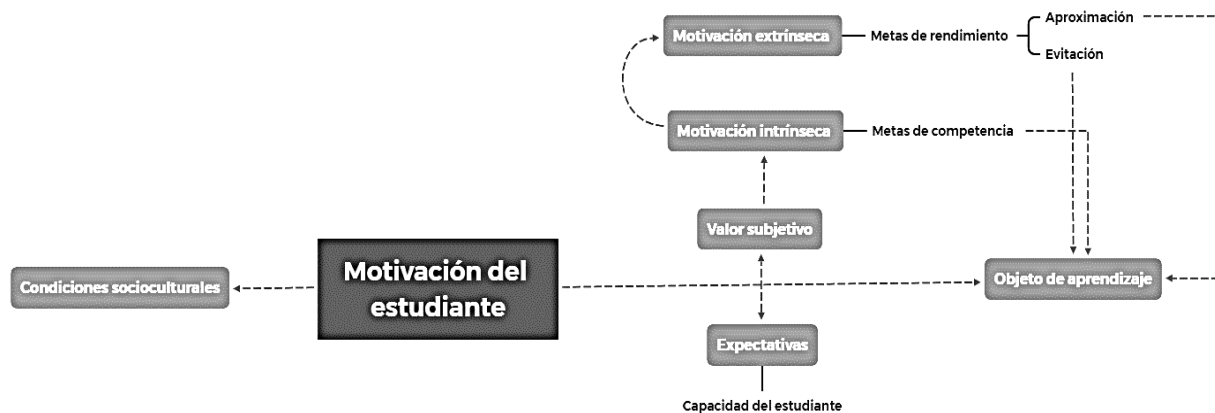 Motivación extrínseca
Metas de rendimiento
Aproximación
Evitación
Motivación intrínseca
Metas de competencia
Valor subjetivo
Condiciones socioculturales
Motivación del
estudiante
Objeto de aprendizaje
Expectativas
Capacidad del estudiante